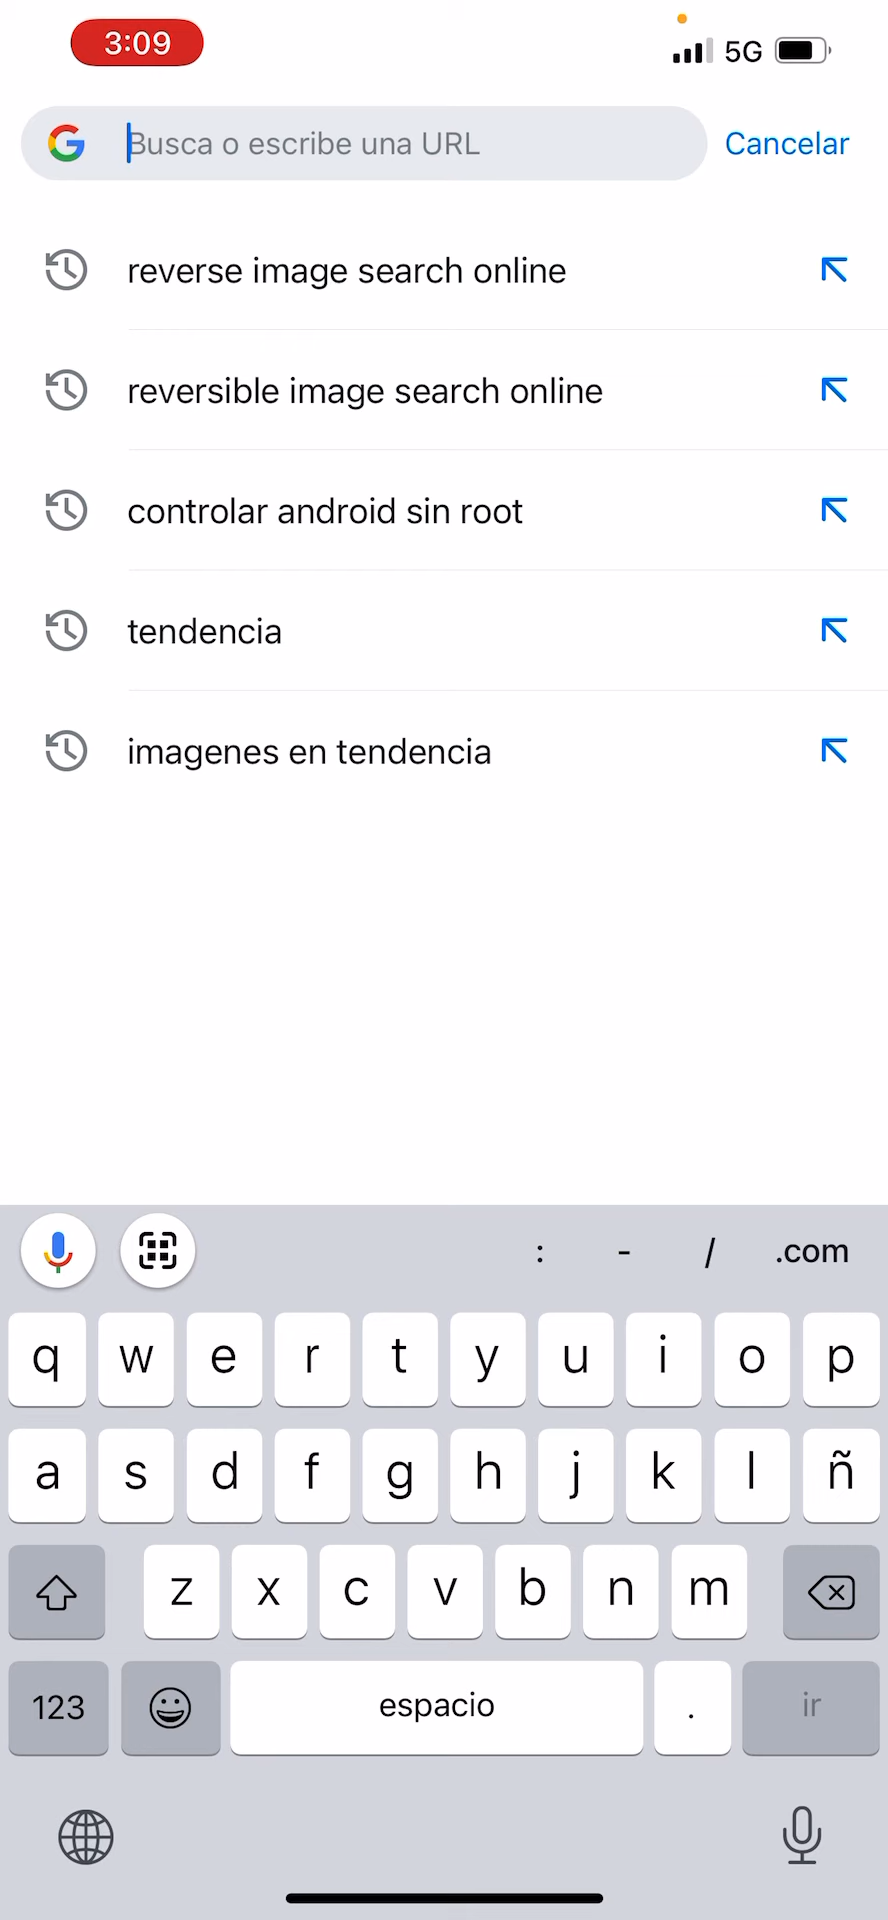 3:09
5G
Busca o escribe una URL
Cancelar
reverse image search online
reversible image search online
controlar android sin root
tendencia
imagenes en tendencia
: - / .com
q w e r t y u i o p
a s d f g h j k l ñ
z x c v b n m
123 espacio . ir